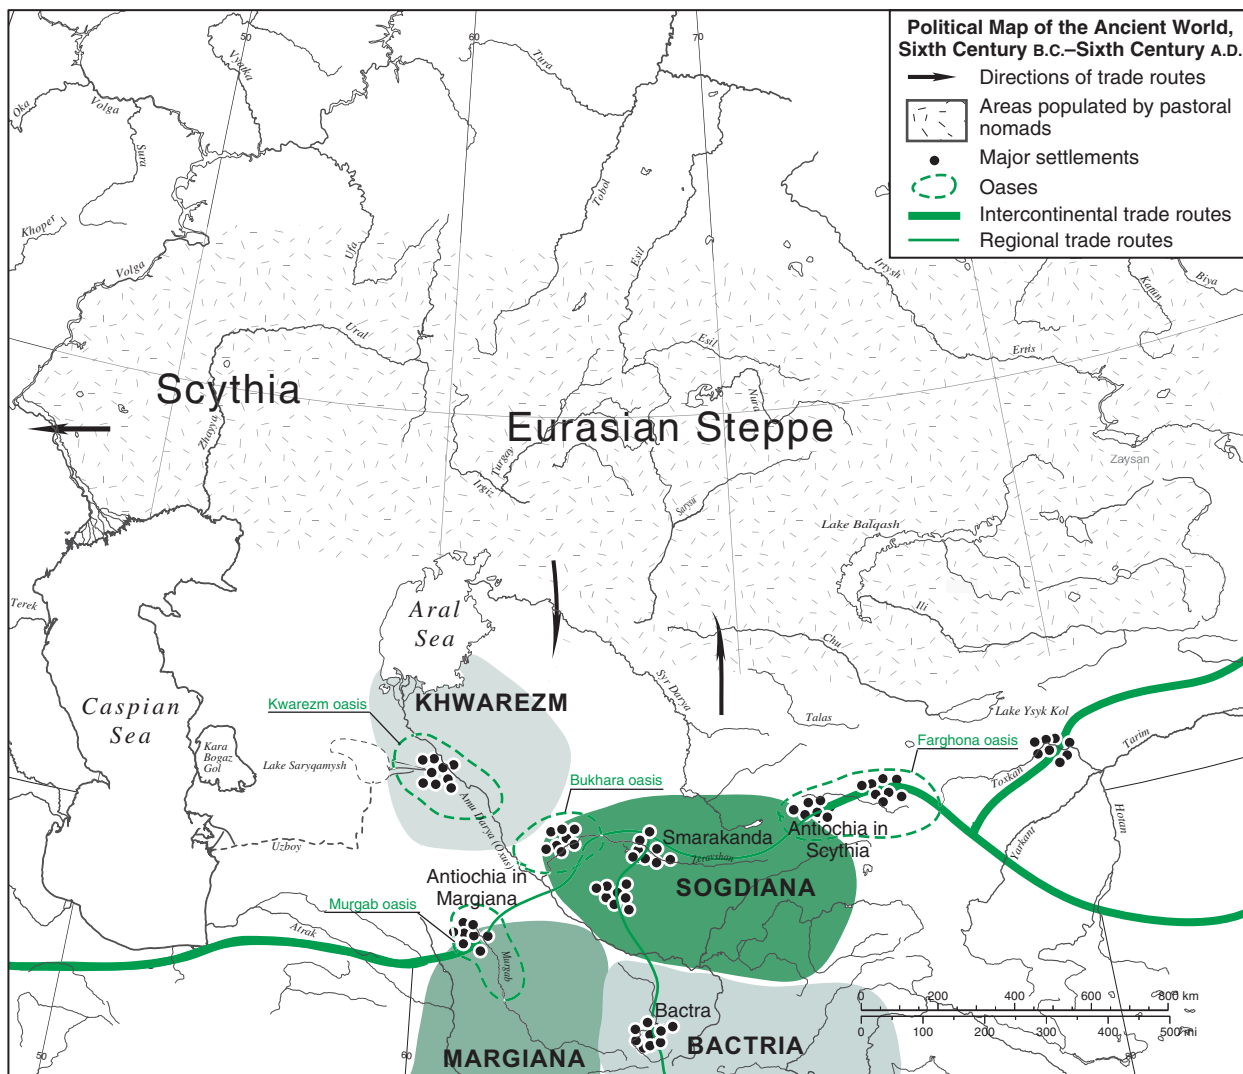 Political Map of the Ancient World,
Sixth Century B.C.–Sixth Century A.D.
Directions of trade routes
Areas populated by pastoral
nomads
Major settlements
Oases
Intercontinental trade routes
Regional trade routes
50
60
70
Vyatka
Tura
Oka
Volga
Sura
Tobol
Khoper
Ufa
Esil
Volga
Irtysh
Katun
Biya
Ural
Esil
Ertis
Scythia
Nura
Eurasian Steppe
Zhayya
Turgay
Zaysan
Irgiz
Sarysu
Lake Balqash
Terek
Aral
Sea
Ili
Chu
Syr Darya
Caspian
Sea
KHWAREZM
Kwarezm oasis
Lake Ysyk Kol
Talas
Farghona oasis
Tarim
Kara
Bogaz
Gol
Lake Saryqamysh
Bukhara oasis
Toxkan
Amu Darya (Oxus)
Hotan
Uzboy
Smarakanda
Antiochia in
Scythia
Yarkant
Zeravshan
Antiochia in
Margiana
SOGDIANA
Murgab oasis
Atrak
Murgab
0 200 400 600 800 km
0 100 200 300 400 500 mi
Bactra
BACTRIA
MARGIANA
50
60
80